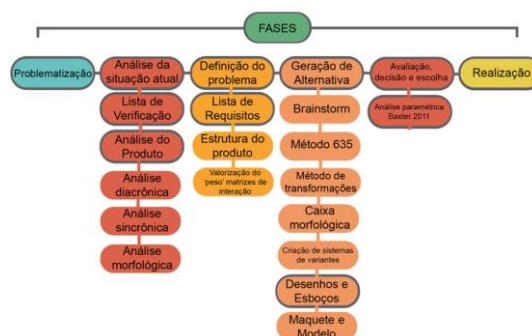 FASES
Problematização
Análise da
situação atual
Lista de
Verificação
Análise do
Produto
Análise
diacrônica
Análise
sincrônica
Análise
morfológica
Definição do
problema
Lista de
Requisitos
Estrutura do
produto
Valorização do
'peso' matrizes de
interação
Geração de
Alternativa
Brainstorm
Método 635
Método de
transformações
Caixa
morfológica
Criação de sistemas
de variantes
Desenhos e
Esboços
Maquete e
Modelo
Avaliação,
decisão e escolha
Análise paramétrica
Baxter 2011
Realização